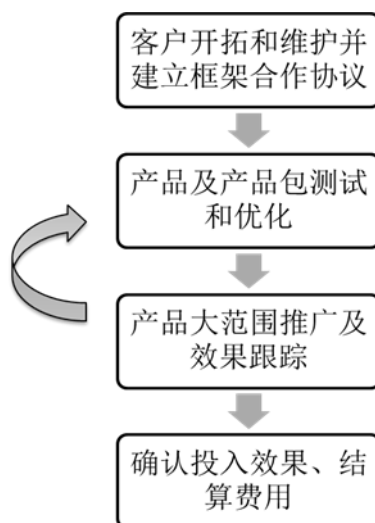 客户开拓和维护并
建立框架合作协议
产品及产品包测试
和优化
产品大范围推广及
效果跟踪
确认投入效果、结
算费用